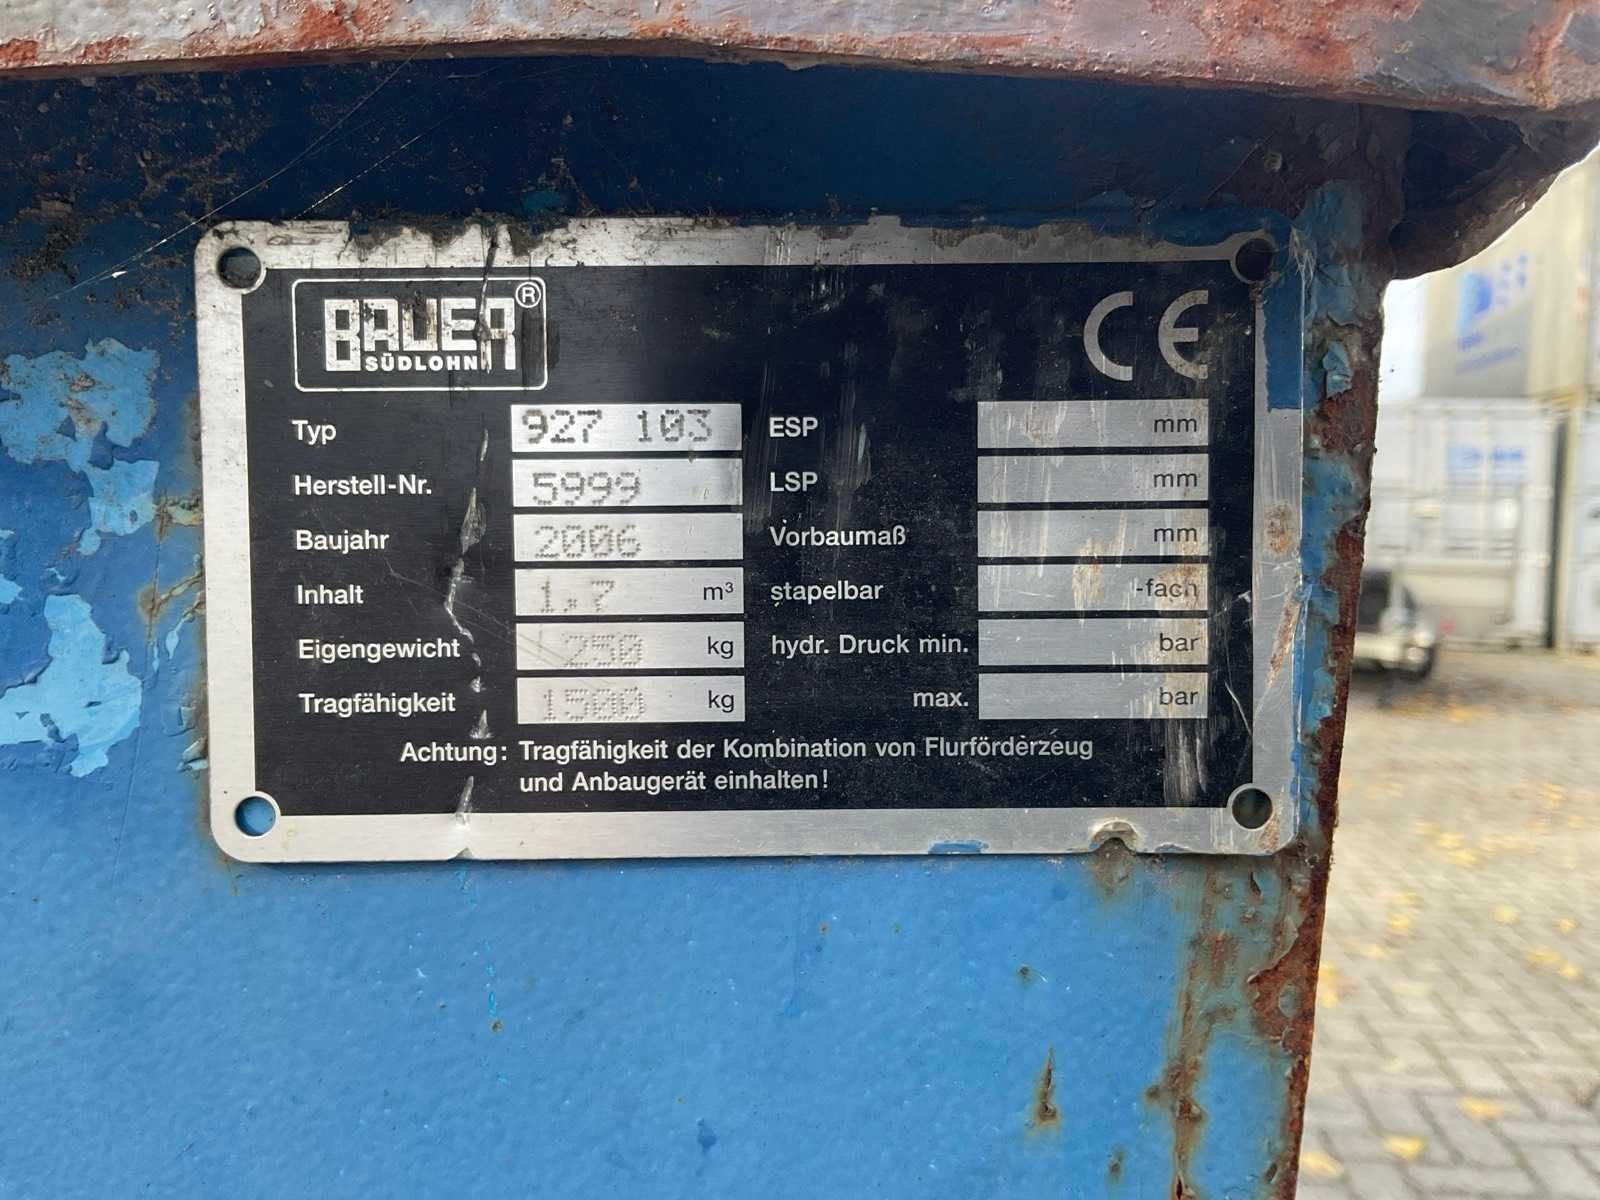 BAUER®
SÜDLOHN
CE
Typ 927 103
Herstell-Nr. 5999
Baujahr 2006
Inhalt 1.7 m³
Eigengewicht 250 kg
Tragfähigkeit 1500 kg
ESP mm
LSP mm
Vorbaumaß mm
stapelbar -fach
hydr. Druck min. bar
max. bar
Achtung: Tragfähigkeit der Kombination von Flurförderzeug
und Anbaugerät einhalten!